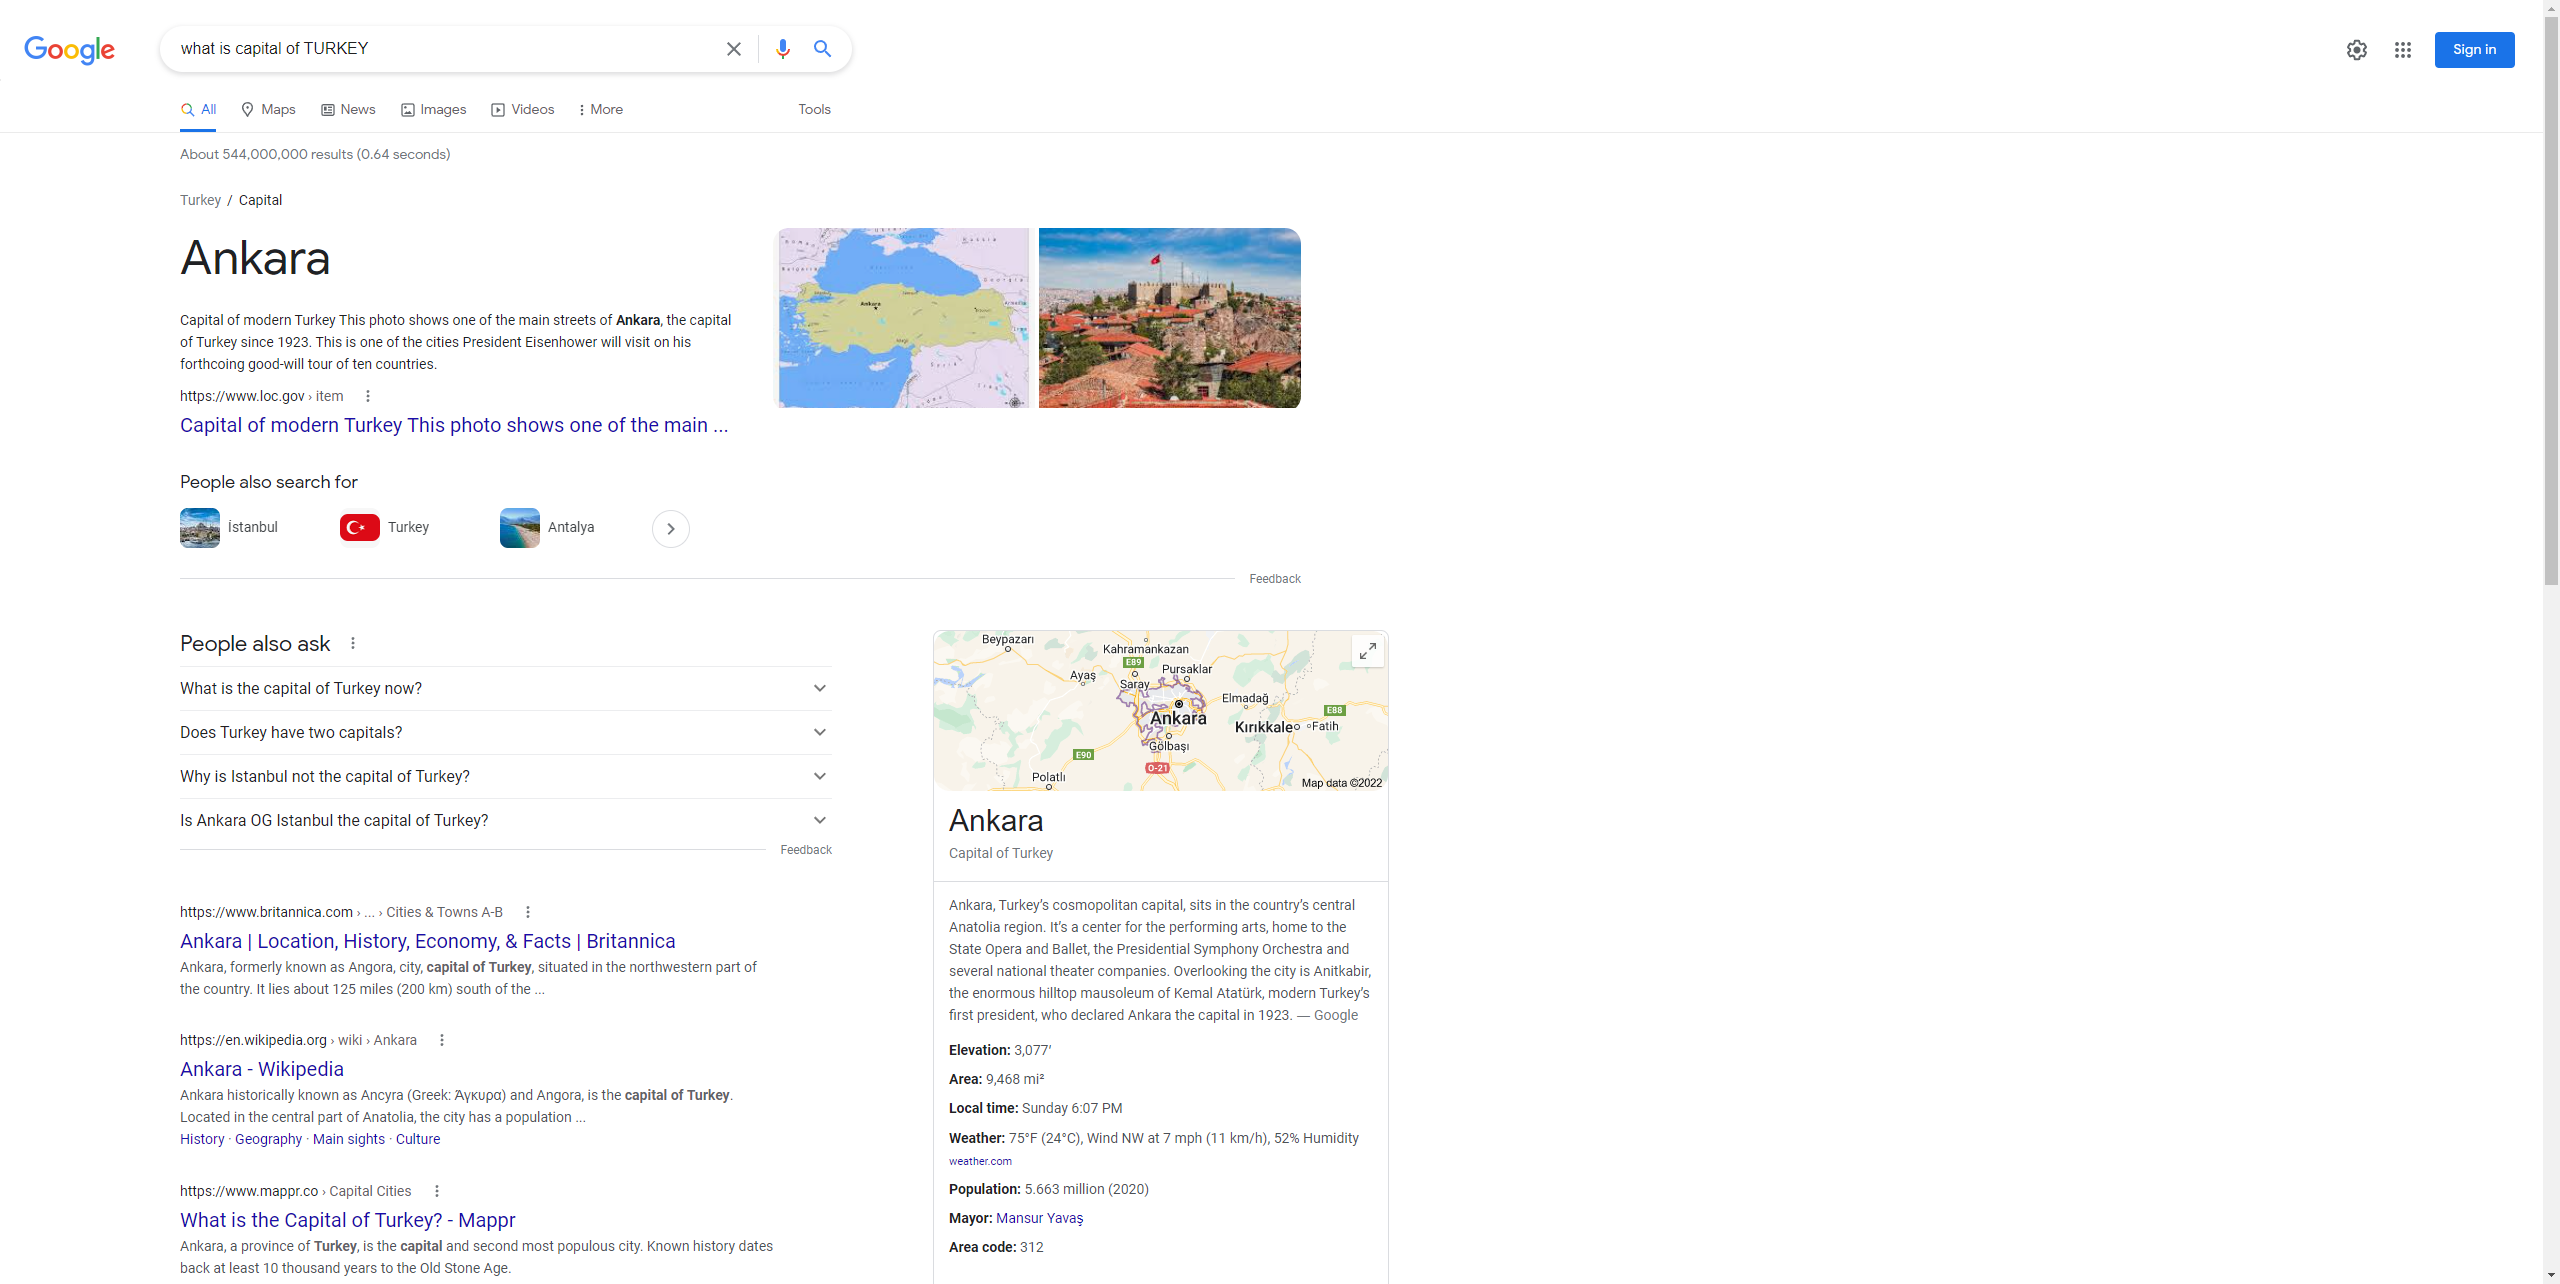 Google
what is capital of TURKEY
Sign in
All
Maps
News
Images
Videos
More
Tools
About 544,000,000 results (0.64 seconds)
Turkey / Capital
Ankara
Capital of modern Turkey This photo shows one of the main streets of Ankara, the capital
of Turkey since 1923. This is one of the cities President Eisenhower will visit on his
forthcoing good-will tour of ten countries.
https://www.loc.gov › item
Capital of modern Turkey This photo shows one of the main ...
Ankara
People also search for
İstanbul
Turkey
Antalya
Feedback
People also ask
What is the capital of Turkey now?
Does Turkey have two capitals?
Why is Istanbul not the capital of Turkey?
Is Ankara OG Istanbul the capital of Turkey?
Feedback
https://www.britannica.com › ... › Cities & Towns A-B
Ankara | Location, History, Economy, & Facts | Britannica
Ankara, formerly known as Angora, city, capital of Turkey, situated in the northwestern part of
the country. It lies about 125 miles (200 km) south of the ...
https://en.wikipedia.org › wiki › Ankara
Ankara - Wikipedia
Ankara historically known as Ancyra (Greek: Άγκυρα) and Angora, is the capital of Turkey.
Located in the central part of Anatolia, the city has a population ...
History · Geography · Main sights · Culture
https://www.mappr.co › Capital Cities
What is the Capital of Turkey? - Mappr
Ankara, a province of Turkey, is the capital and second most populous city. Known history dates
back at least 10 thousand years to the Old Stone Age.
Beypazarı
Kahramankazan
E89
Pursaklar
Ayaş
Saray
Elmadağ
E88
Ankara
Kırıkkale
Fatih
Gölbaşı
E90
O-21
Polatlı
Map data ©2022
Ankara
Capital of Turkey
Ankara, Turkey’s cosmopolitan capital, sits in the country’s central
Anatolia region. It’s a center for the performing arts, home to the
State Opera and Ballet, the Presidential Symphony Orchestra and
several national theater companies. Overlooking the city is Anitkabir,
the enormous hilltop mausoleum of Kemal Atatürk, modern Turkey’s
first president, who declared Ankara the capital in 1923. — Google
Elevation: 3,077′
Area: 9,468 mi²
Local time: Sunday 6:07 PM
Weather: 75°F (24°C), Wind NW at 7 mph (11 km/h), 52% Humidity
weather.com
Population: 5.663 million (2020)
Mayor: Mansur Yavaş
Area code: 312